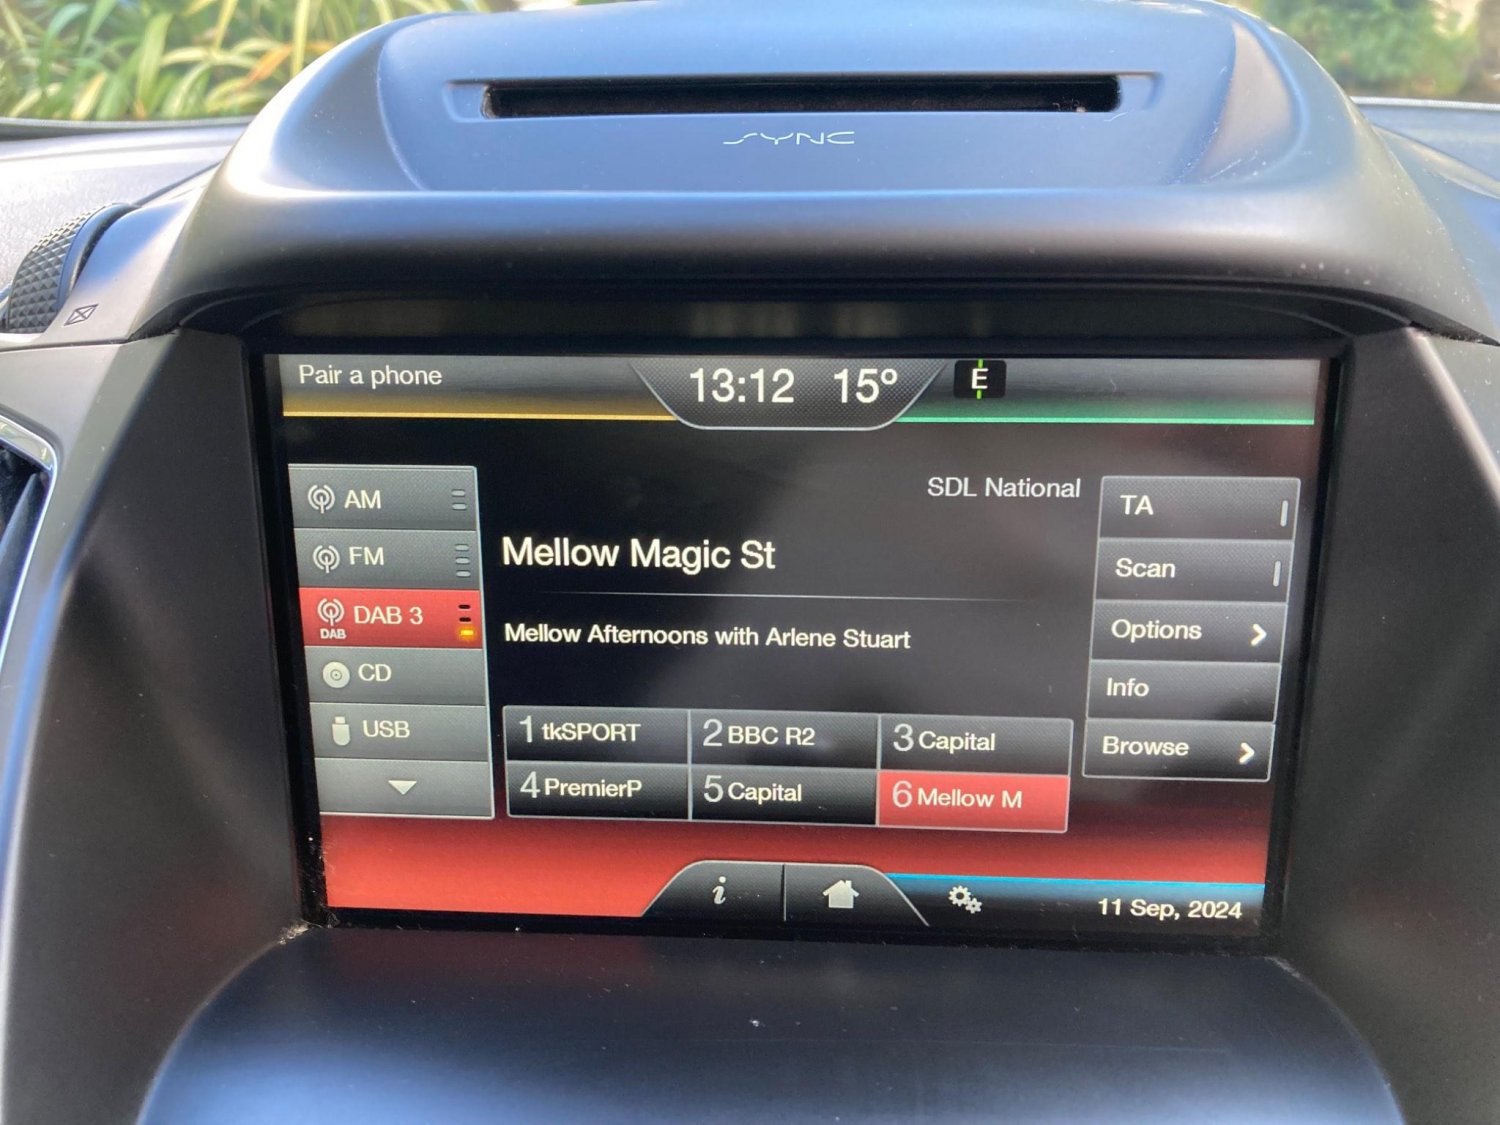 SYNC
Pair a phone
13:12 15º
E
SDL National
AM
FM
DAB 3
DAB
CD
USB
Mellow Magic St
Mellow Afternoons with Arlene Stuart
1 tkSPORT
2 BBC R2
3 Capital
4 PremierP
5 Capital
6 Mellow M
TA
Scan
Options
Info
Browse
i
11 Sep, 2024